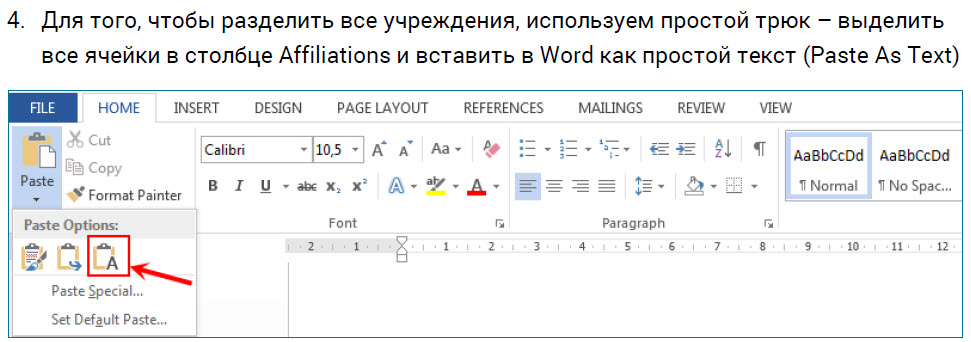 4. Для того, чтобы разделить все учреждения, используем простой трюк – выделить
все ячейки в столбце Affiliations и вставить в Word как простой текст (Paste As Text)
FILE HOME INSERT DESIGN PAGE LAYOUT REFERENCES MAILINGS REVIEW VIEW
Cut
Copy
Format Painter
Paste
Calibri 10,5 A A Aa A
B I U abc X₂ X² A ab A
A Z ¶
AaBbCcDd AaBbCcDd
¶ Normal ¶ No Spac...
Font Paragraph
Paste Options:
A
Paste Special...
Set Default Paste...
2 1 1 2 3 4 5 6 7 8 9 10 11 12